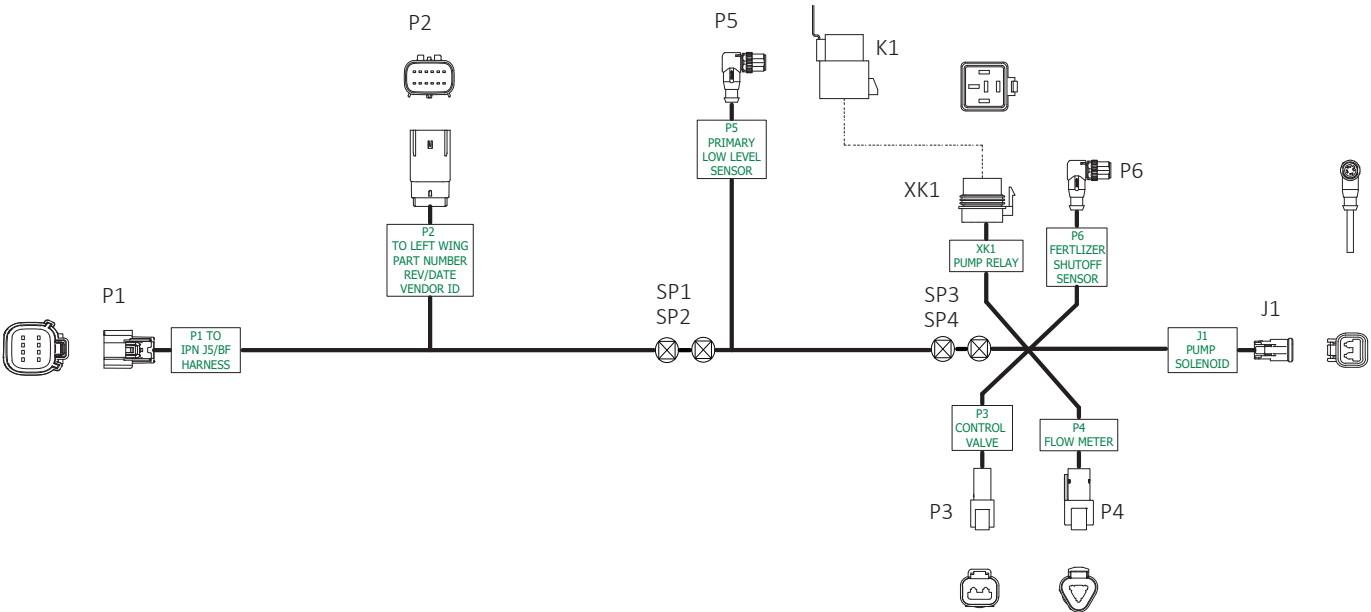 P2
P5
K1
P5
PRIMARY
LOW LEVEL
SENSOR
P6
XK1
P2
TO LEFT WING
PART NUMBER
REV/DATE
VENDOR ID
XK1
PUMP RELAY
P6
FERTLIZER
SHUTOFF
SENSOR
P1
SP1
SP2
SP3
SP4
J1
P1 TO
IPN J5/BF
HARNESS
J1
PUMP
SOLENOID
P3
CONTROL
VALVE
P4
FLOW METER
P3
P4